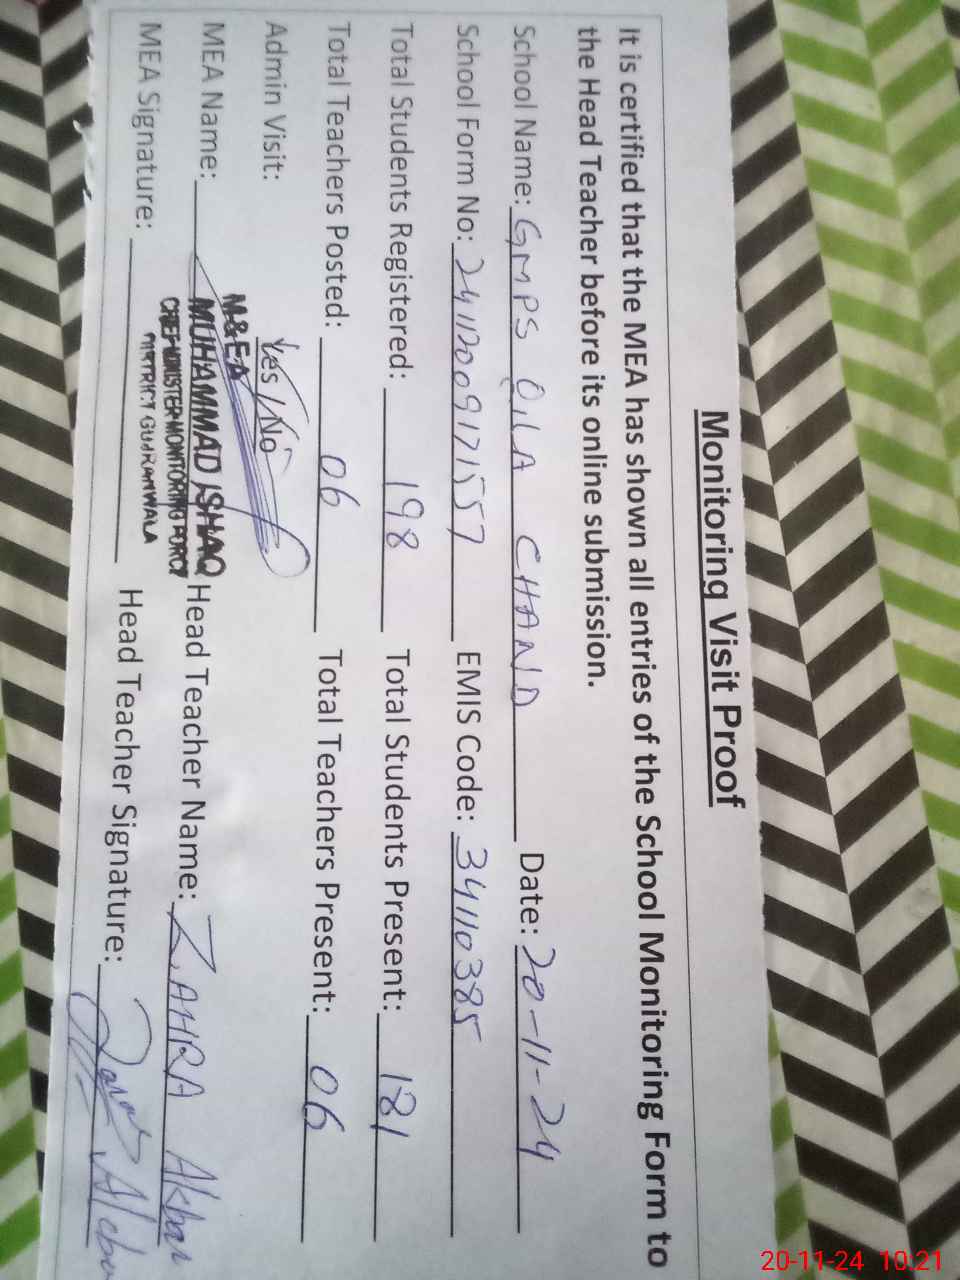 Monitoring Visit Proof
It is certified that the MEA has shown all entries of the School Monitoring Form to
the Head Teacher before its online submission.
School Name: GMPS QILA CHAND Date: 20-11-24
School Form No: 2411200917157 EMIS Code: 34110385
Total Students Registered: 198 Total Students Present: 181
Total Teachers Posted: 06 Total Teachers Present: 06
Admin Visit: Yes / No
M&EA
MEA Name: MUHAMMAD ISHAQ Head Teacher Name: ZAHRA Akbar
CHIEF MINISTER MONITORING FORCE
DISTRICT GUJRANWALA
MEA Signature: Head Teacher Signature:
20-11-24 10:21